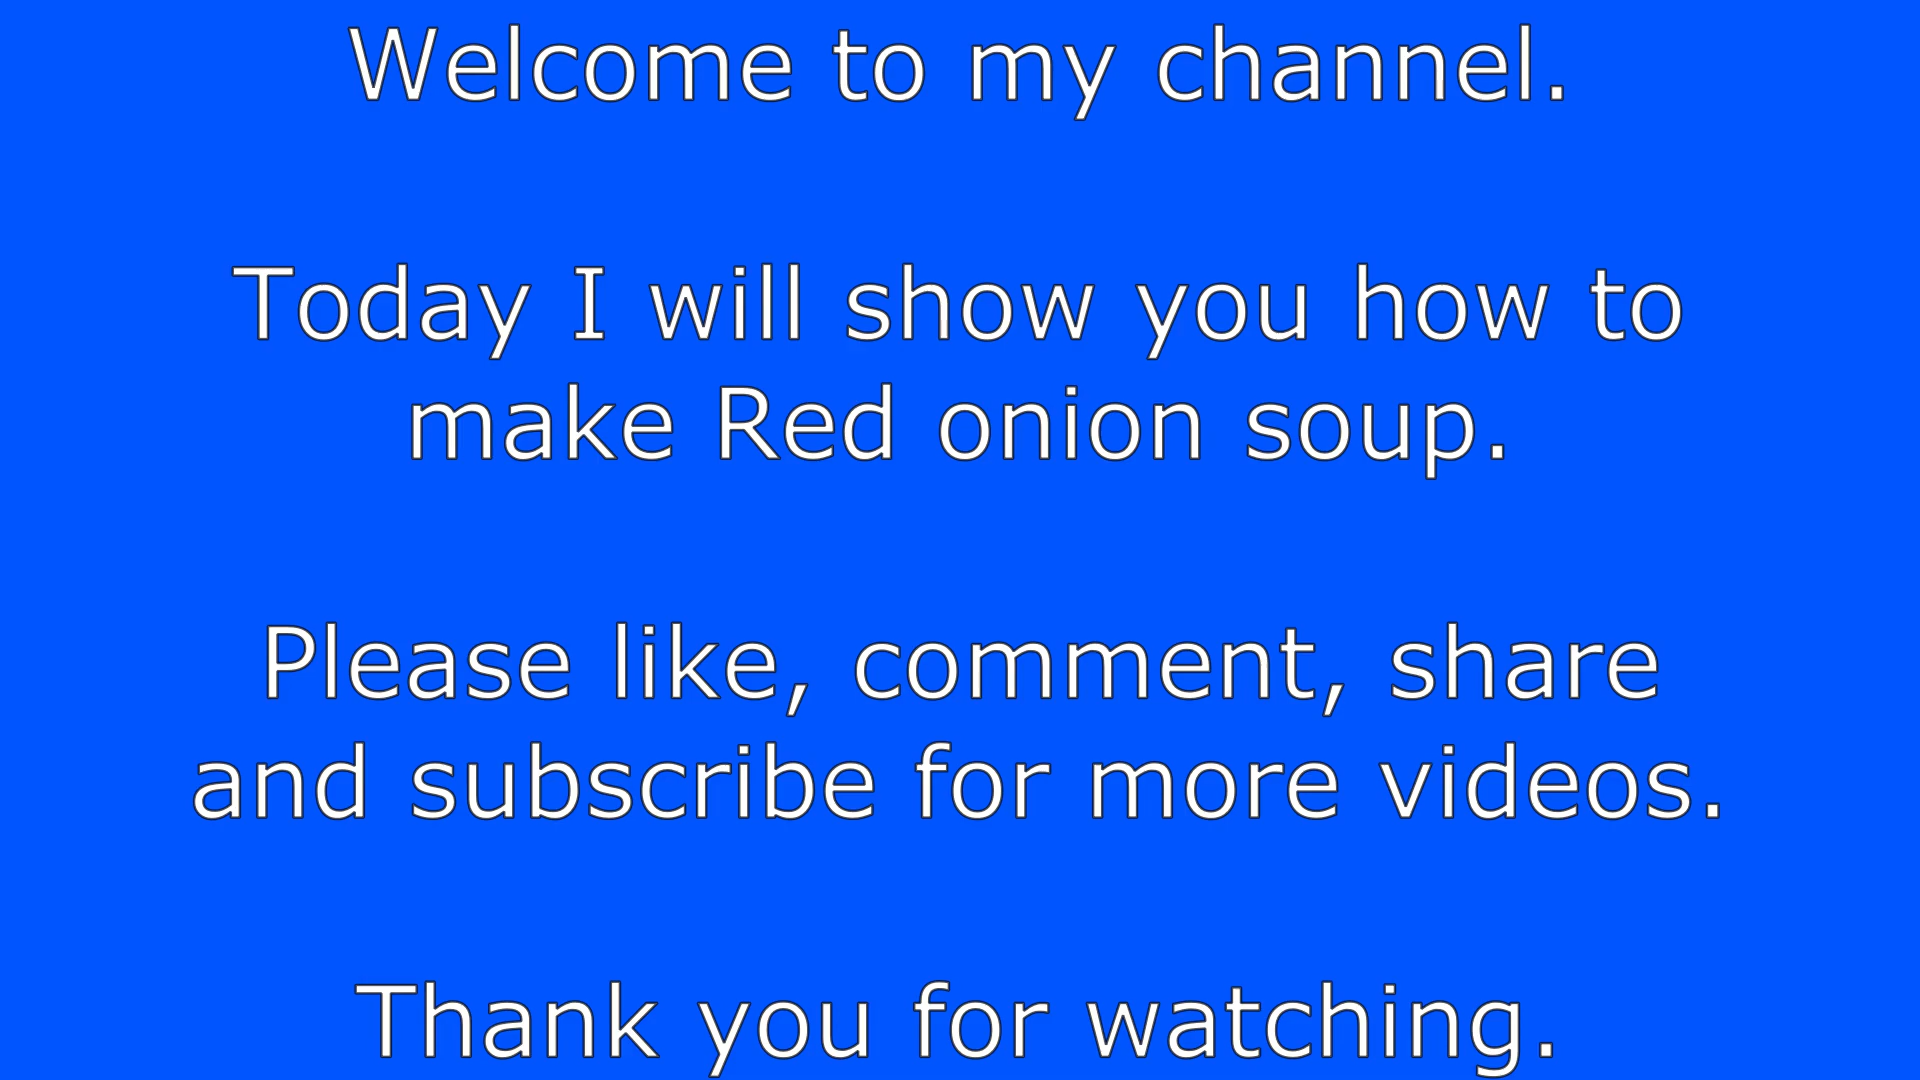 Welcome to my channel.
Today I will show you how to
make Red onion soup.
Please like, comment, share
and subscribe for more videos.
Thank you for watching.